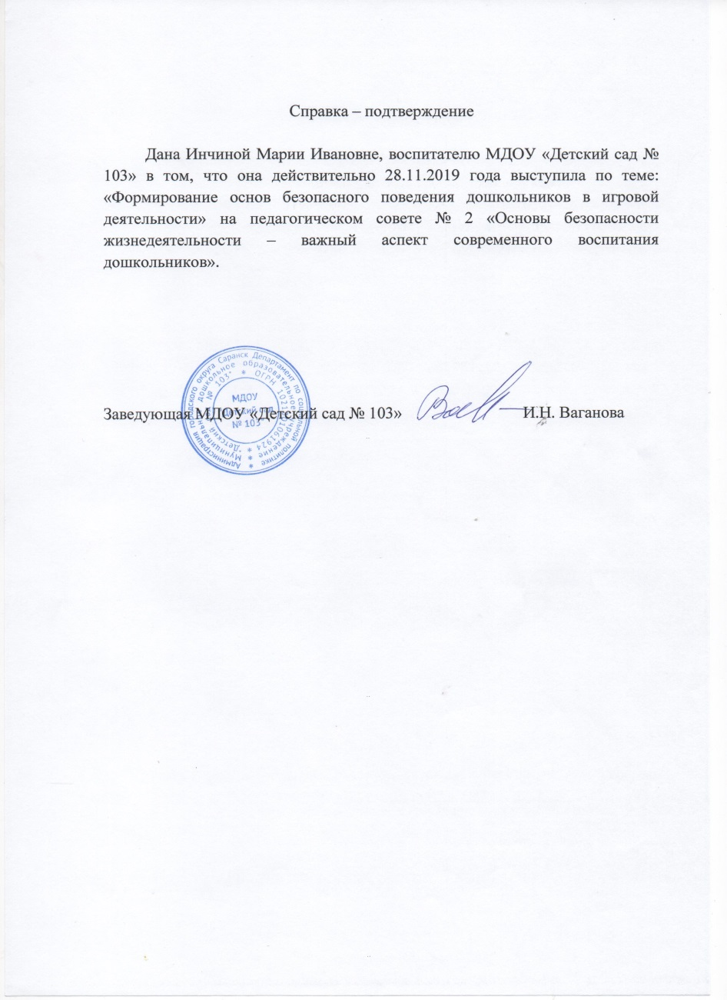 Справка – подтверждение
Дана Инчиной Марии Ивановне, воспитателю МДОУ «Детский сад №
103» в том, что она действительно 28.11.2019 года выступила по теме:
«Формирование основ безопасного поведения дошкольников в игровой
деятельности» на педагогическом совете № 2 «Основы безопасности
жизнедеятельности – важный аспект современного воспитания
дошкольников».
Заведующая МДОУ «Детский сад № 103» И.Н. Ваганова
Администрация городского округа Саранск Департамент по социальной политике
Муниципальное дошкольное образовательное учреждение
"Детский № 103" * ОГРН
МДОУ
Детский сад
№ 103